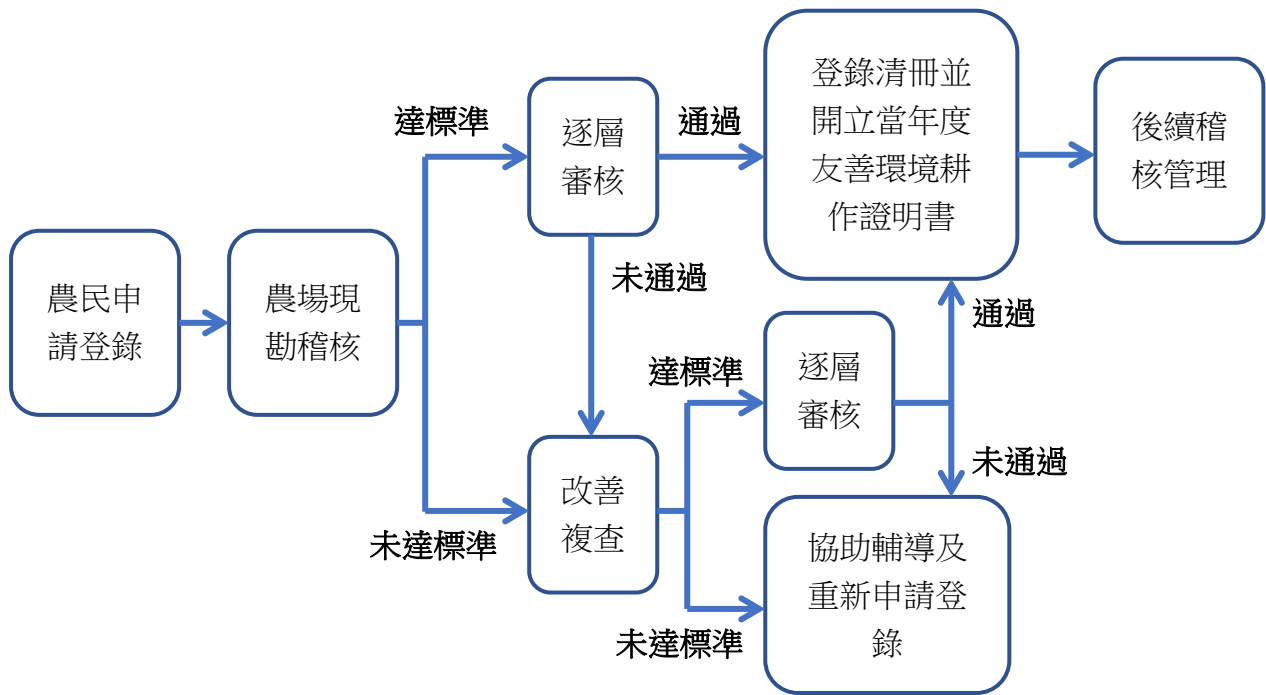 農民申
請登錄
農場現
勘稽核
達標準
逐層
審核
通過
登錄清冊並
開立當年度
友善環境耕
作證明書
後續稽
核管理
未通過
未達標準
改善
複查
達標準
逐層
審核
通過
未通過
未達標準
協助輔導及
重新申請登
錄